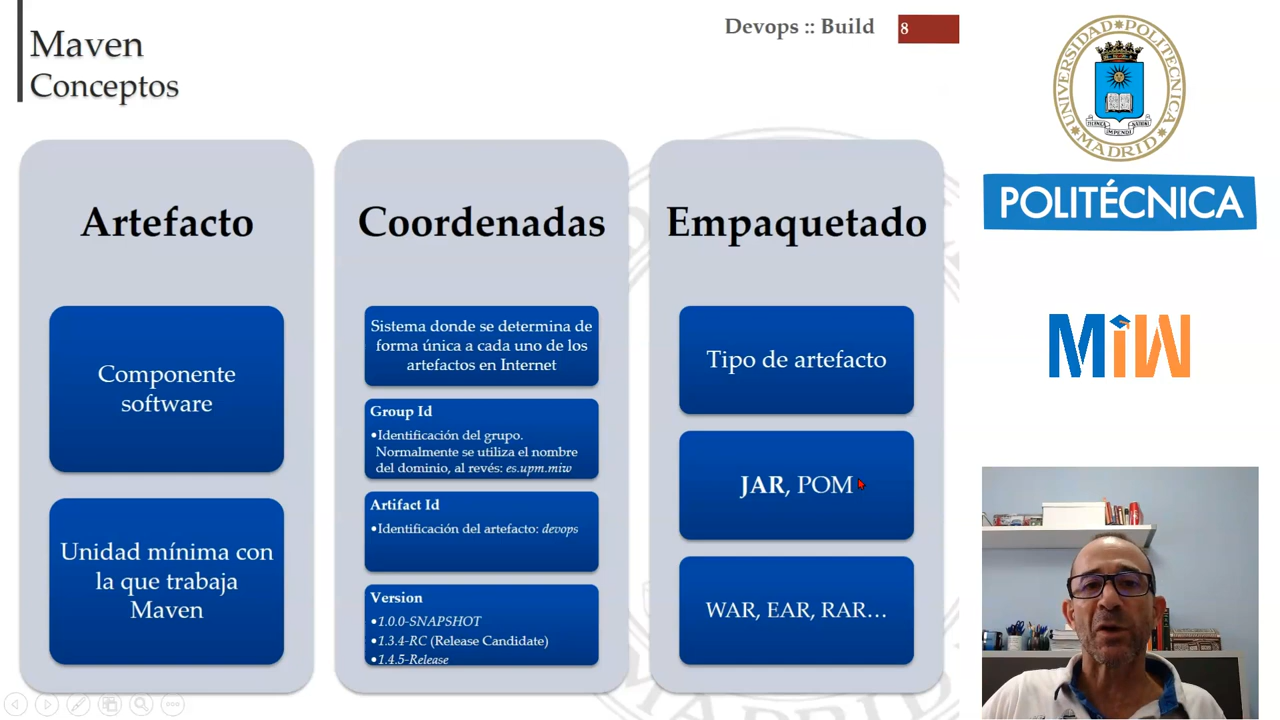 Maven
Conceptos
Devops :: Build
8
Artefacto
Componente
software
Unidad mínima con
la que trabaja
Maven
Coordenadas
Sistema donde se determina de
forma única a cada uno de los
artefactos en Internet
Group Id
•Identificación del grupo.
Normalmente se utiliza el nombre
del dominio, al revés: es.upm.miw
Artifact Id
•Identificación del artefacto: devops
Version
•1.0.0-SNAPSHOT
•1.3.4-RC (Release Candidate)
•1.4.5-Release
Empaquetado
Tipo de artefacto
JAR, POM
WAR, EAR, RAR...
UNIVERSIDAD POLITECNICA
MADRID
POLITÉCNICA
MiW